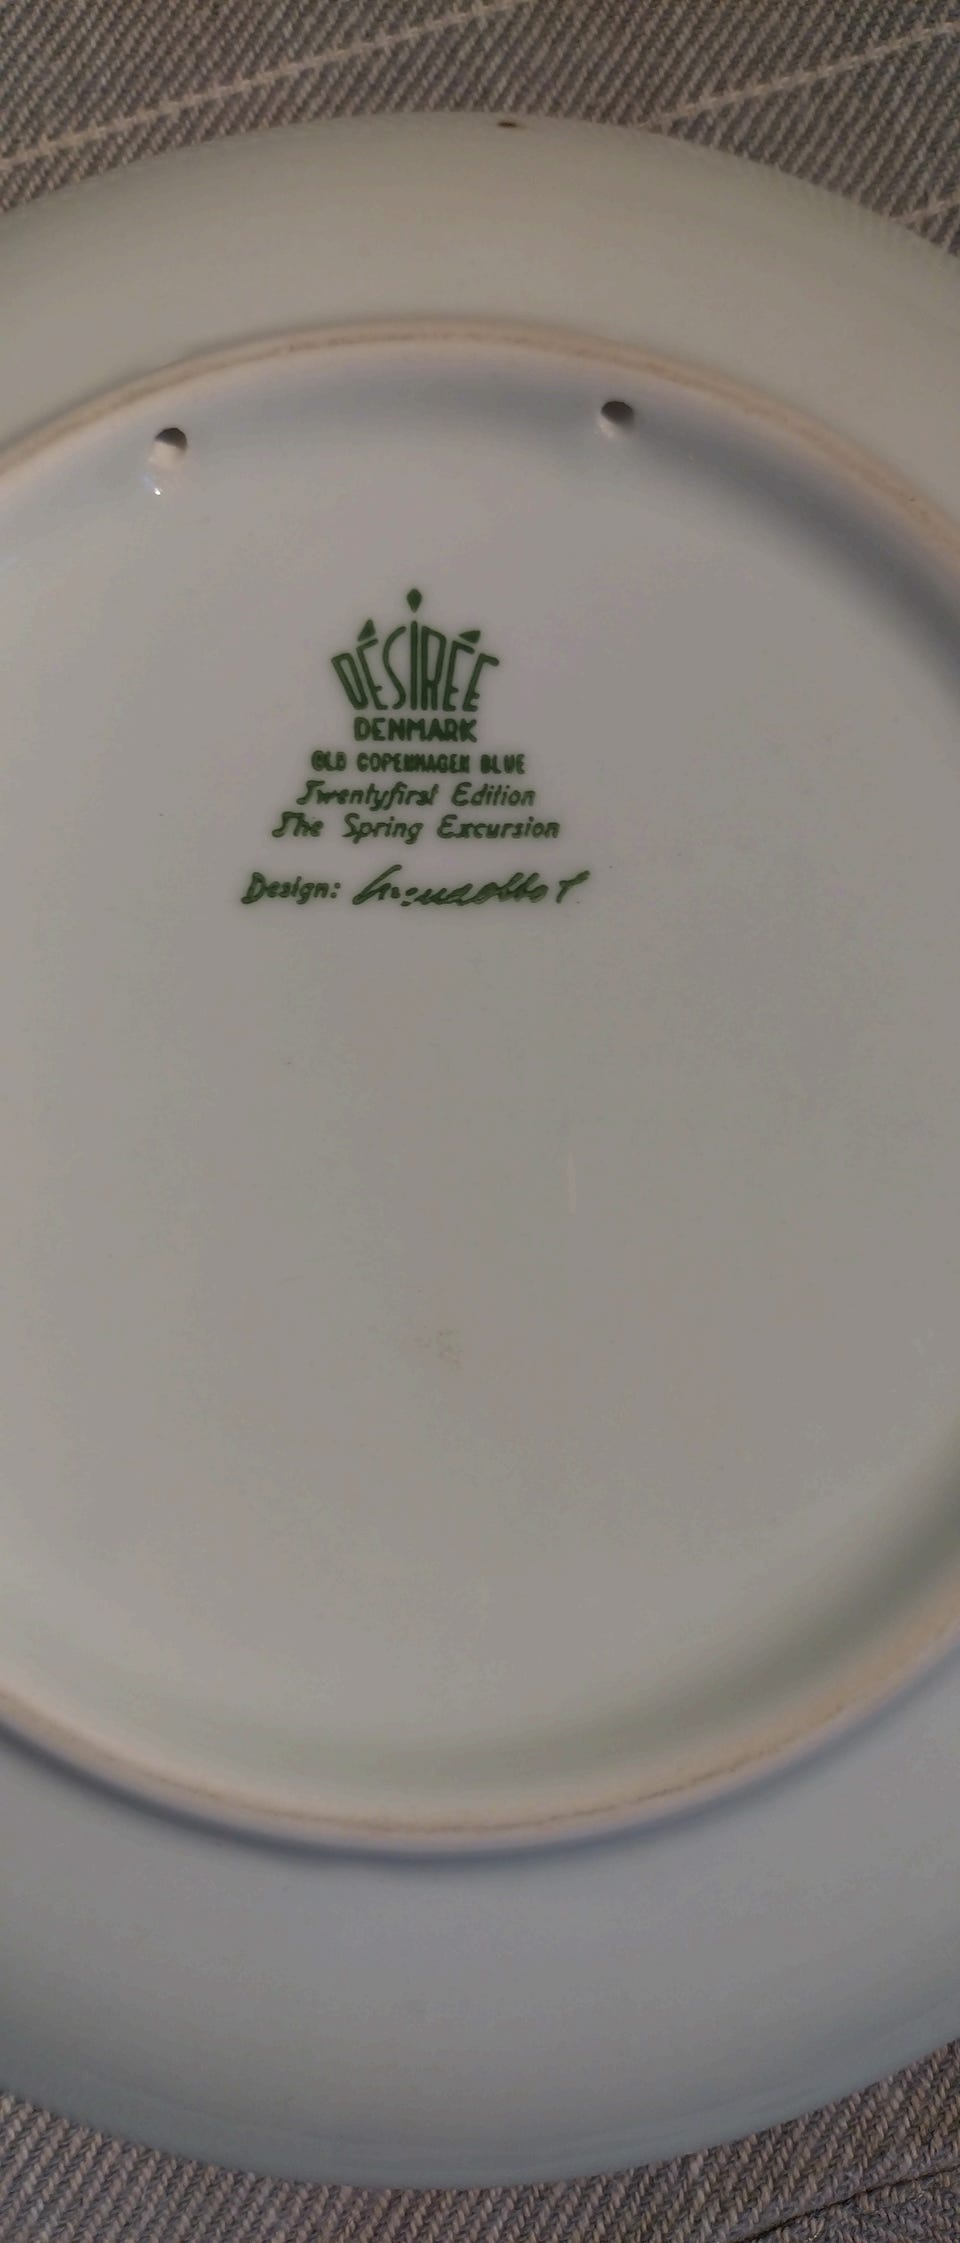 DÉSIRÉE
DENMARK
OLD COPENHAGEN BLUE
Twentyfirst Edition
The Spring Excursion
Design: